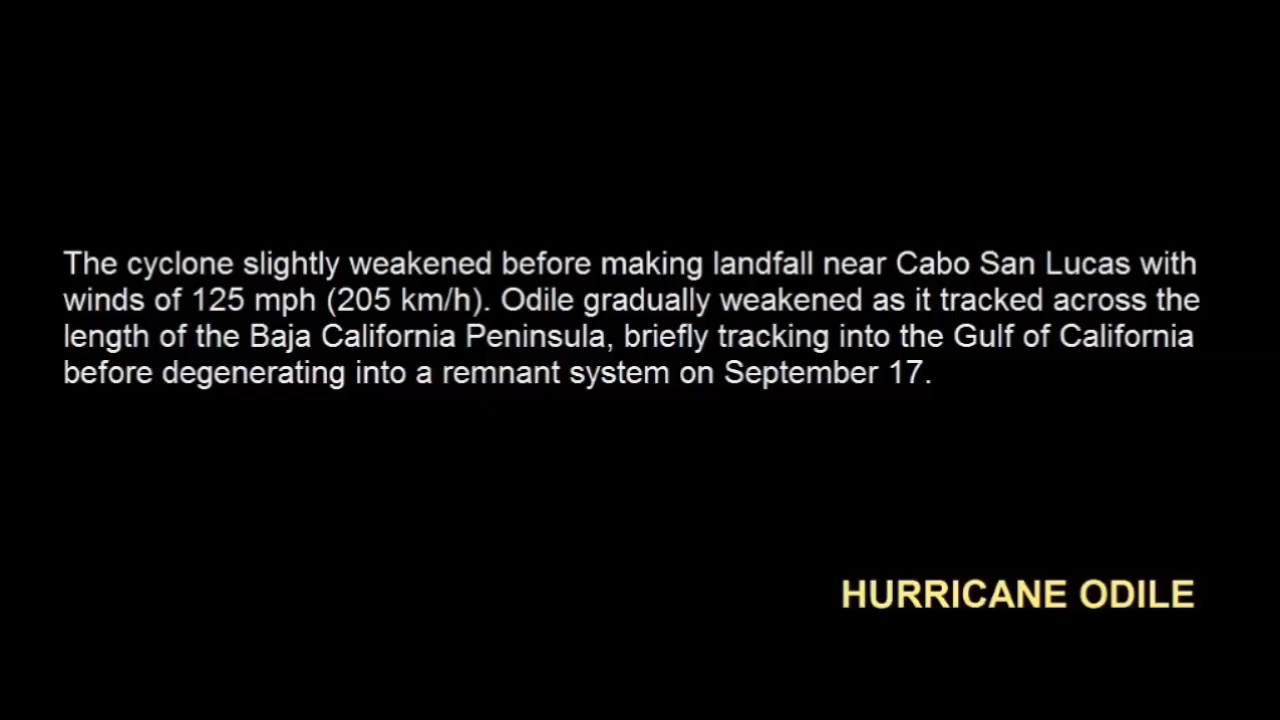 The cyclone slightly weakened before making landfall near Cabo San Lucas with
winds of 125 mph (205 km/h). Odile gradually weakened as it tracked across the
length of the Baja California Peninsula, briefly tracking into the Gulf of California
before degenerating into a remnant system on September 17.
HURRICANE ODILE